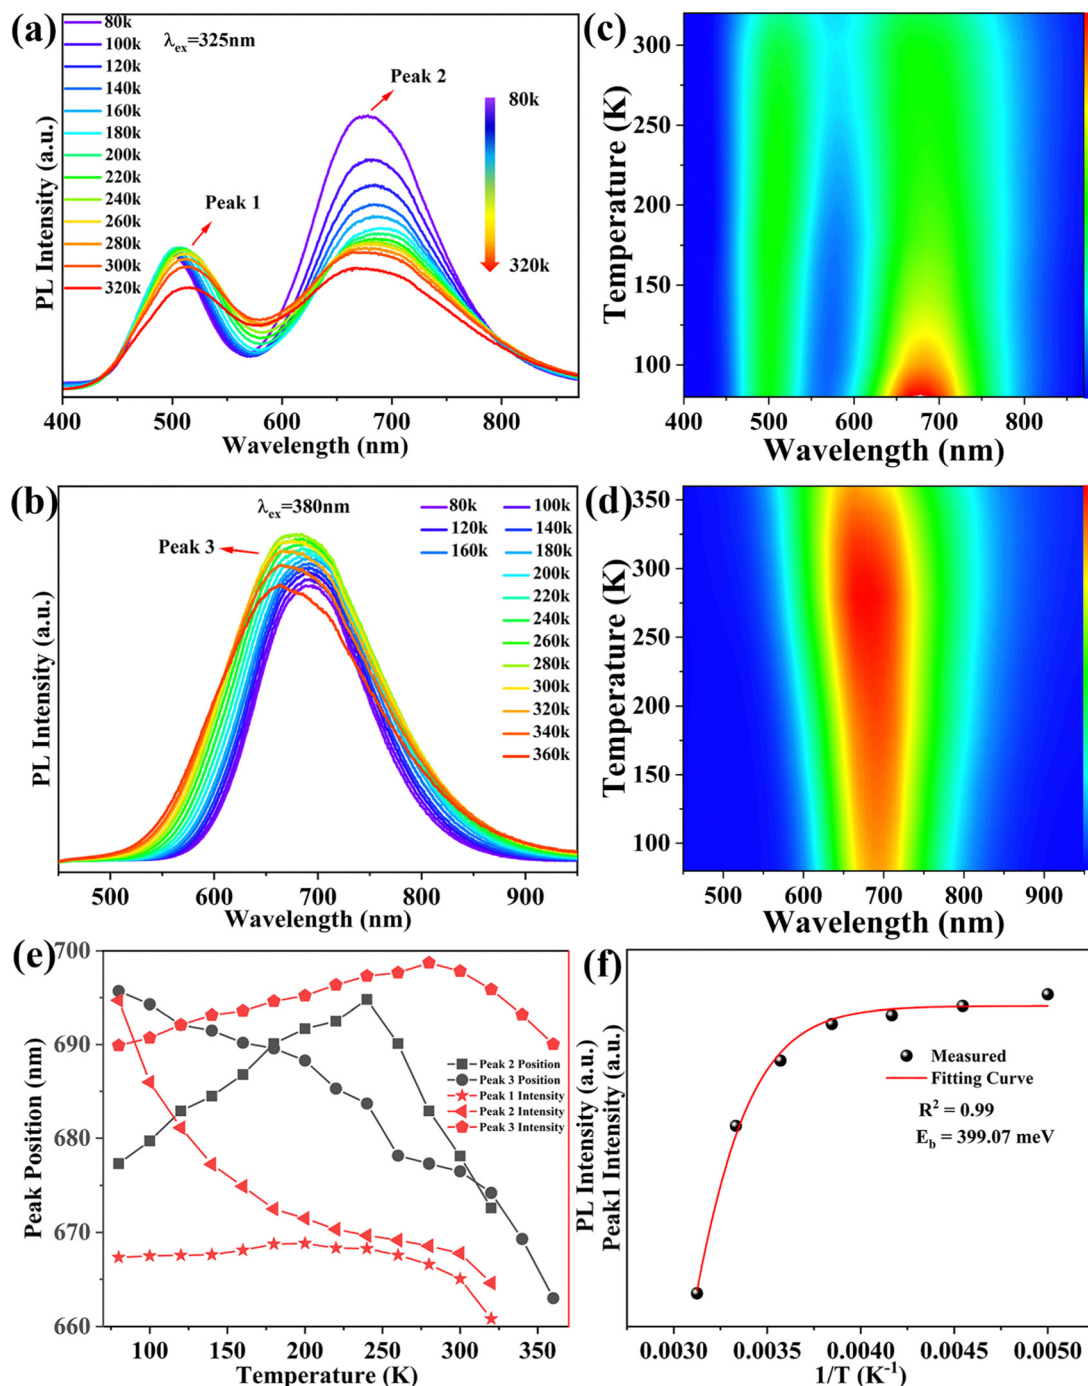 (a)
λex=325nm
80k
100k
120k
140k
160k
180k
200k
220k
240k
260k
280k
300k
320k
Peak 1
Peak 2
80k
320k
PL Intensity (a.u.)
400 500 600 700 800
Wavelength (nm)
(c)
Temperature (K)
300
250
200
150
100
400 500 600 700 800
Wavelength (nm)
(b)
λex=380nm
Peak 3
80k 100k
120k 140k
160k 180k
200k
220k
240k
260k
280k
300k
320k
340k
360k
PL Intensity (a.u.)
500 600 700 800 900
Wavelength (nm)
(d)
Temperature (K)
350
300
250
200
150
100
500 600 700 800 900
Wavelength (nm)
(e)
Peak Position (nm)
700
690
680
670
660
Peak 2 Position
Peak 3 Position
Peak 1 Intensity
Peak 2 Intensity
Peak 3 Intensity
100 150 200 250 300 350
Temperature (K)
PL Intensity (a.u.)
(f)
Peak1 Intensity (a.u.)
Measured
Fitting Curve
R² = 0.99
Eb = 399.07 meV
0.0030 0.0035 0.0040 0.0045 0.0050
1/T (K⁻¹)